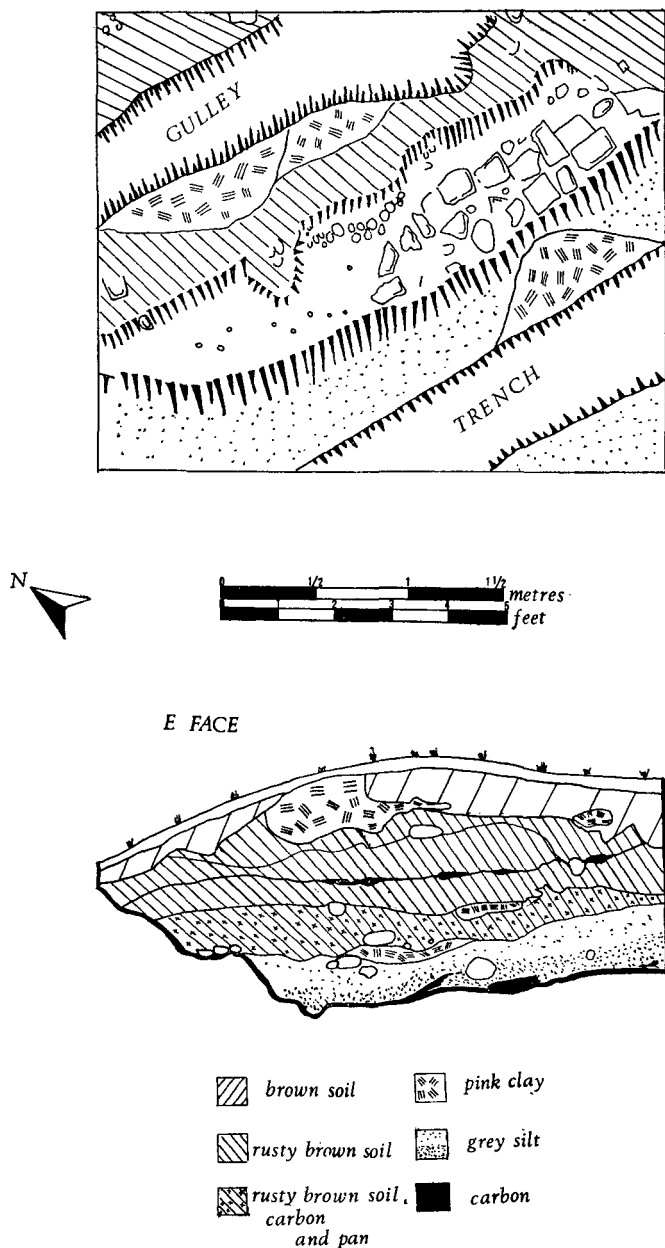 GULLEY
TRENCH
N
0 1/2 1 1 1/2
metres
1 2 3 4 5
feet
E FACE
brown soil
pink clay
rusty brown soil
grey silt
rusty brown soil
carbon
and pan
carbon